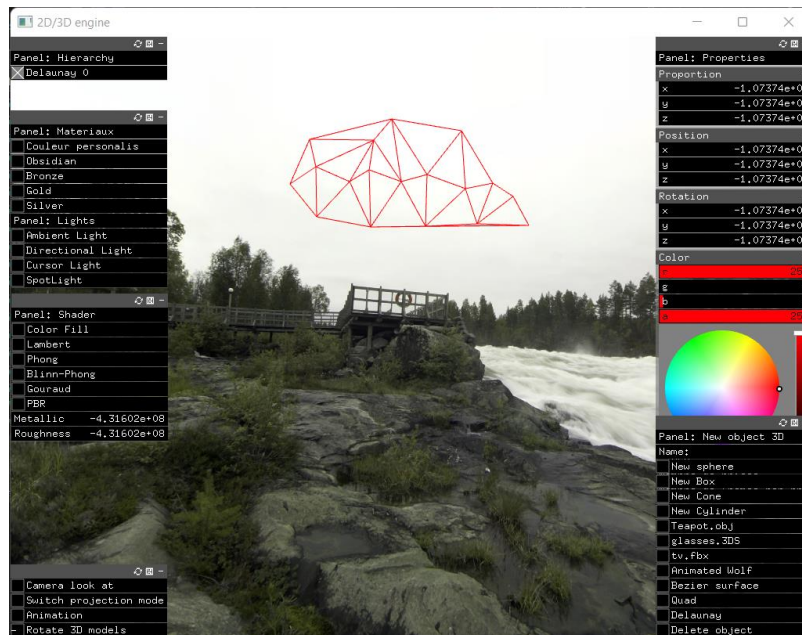 2D/3D engine
Panel: Hierarchy
Delaunay 0
Panel: Materiaux
Couleur personalis
Obsidian
Bronze
Gold
Silver
Panel: Lights
Ambient Light
Directional Light
Cursor Light
SpotLight
Panel: Shader
Color Fill
Lambert
Phong
Blinn-Phong
Gouraud
PBR
Metallic -4.31602e+08
Roughness -4.31602e+08
Camera look at
Switch projection mode
Animation
Rotate 3D models
Panel: Properties
Proportion
x -1.07374e+0
y -1.07374e+0
z -1.07374e+0
Position
x -1.07374e+0
y -1.07374e+0
z -1.07374e+0
Rotation
x -1.07374e+0
y -1.07374e+0
z -1.07374e+0
Color
r 25
g
b
a 25
Panel: New object 3D
Name:
New sphere
New Box
New Cone
New Cylinder
Teapot.obj
glasses.3DS
tv.fbx
Animated Wolf
Bezier surface
Quad
Delaunay
Delete object